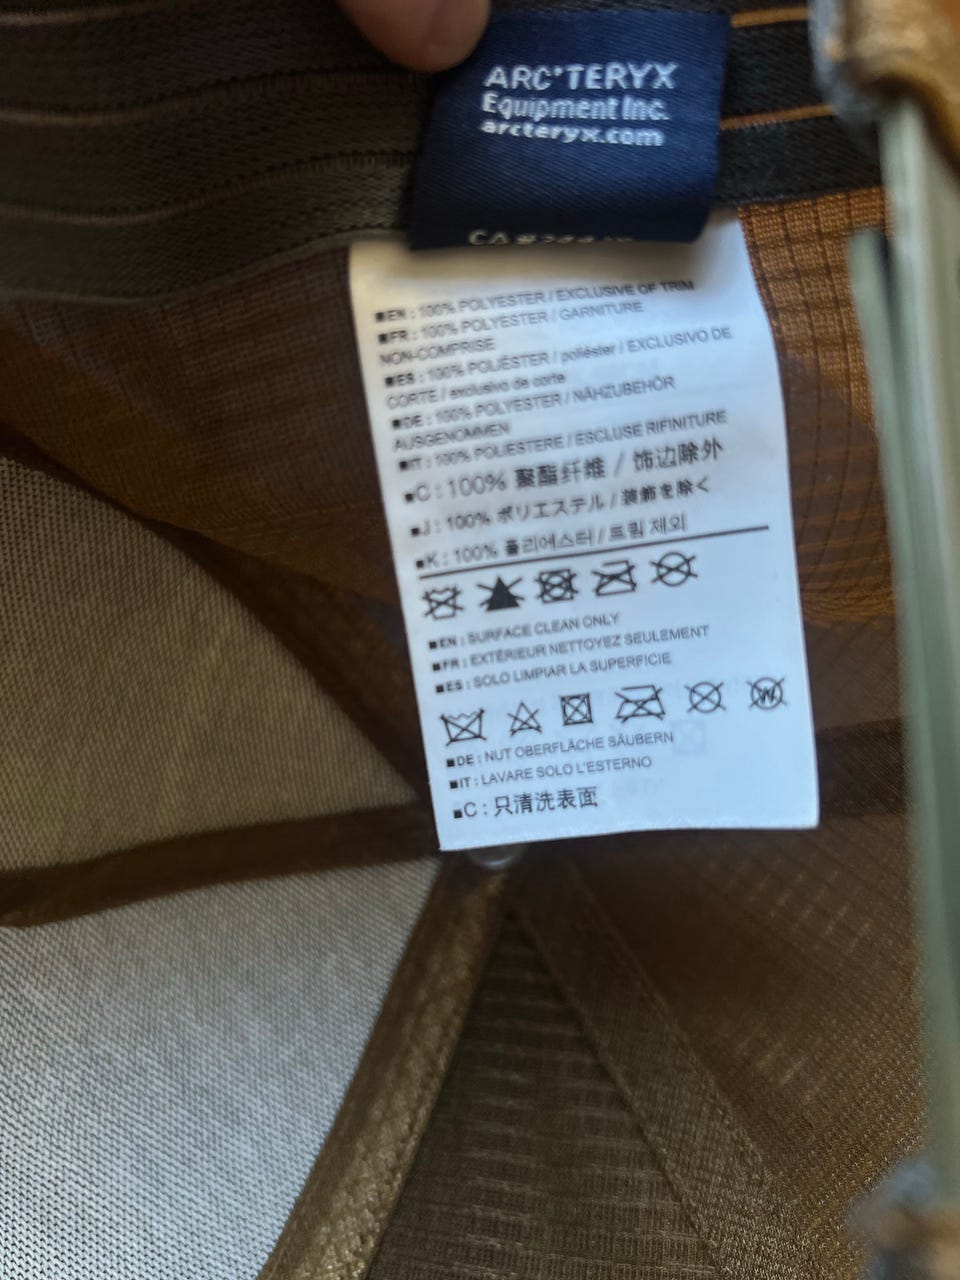 ARC'TERYX
Equipment Inc.
arcteryx.com
■EN : 100% POLYESTER / EXCLUSIVE OF TRIM
■FR : 100% POLYESTER / GARNITURE
NON-COMPRISE
■ES : 100% POLIÉSTER / poliéster / EXCLUSIVO DE
CORTE / exclusivo de corte
■DE : 100% POLYESTER / NÄHZUBEHÖR
AUSGENOMMEN
■IT : 100% POLIESTERE / ESCLUSE RIFINITURE
■C : 100% 聚酯纤维 / 饰边除外
■J : 100% ポリエステル / 装飾を除く
■K : 100% 폴리에스터 / 트림 제외
■EN : SURFACE CLEAN ONLY
■FR : EXTÉRIEUR NETTOYEZ SEULEMENT
■ES : SOLO LIMPIAR LA SUPERFICIE
W
■DE : NUT OBERFLÄCHE SÄUBERN
■IT : LAVARE SOLO L'ESTERNO
■C : 只清洗表面